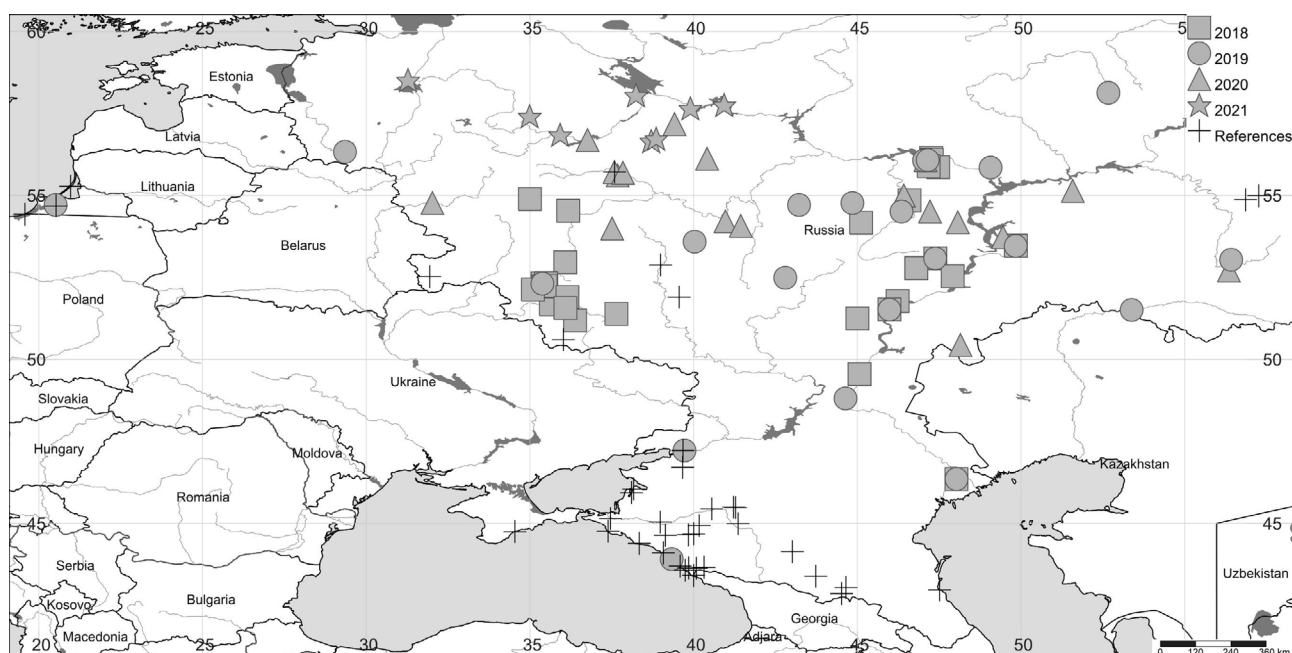 20 25 30 35 40 45 50
60
2018
2019
2020
2021
References
Estonia
Latvia
Lithuania
55 55
Belarus
Russia
Poland
50 50
Ukraine
Slovakia
Hungary
Moldova
Kazakhstan
Romania
45 45
Serbia
Uzbekistan
Kosovo
Bulgaria
Georgia
Macedonia
Adjara
20 25 30 35 40 45 50
0 120 240 360 km